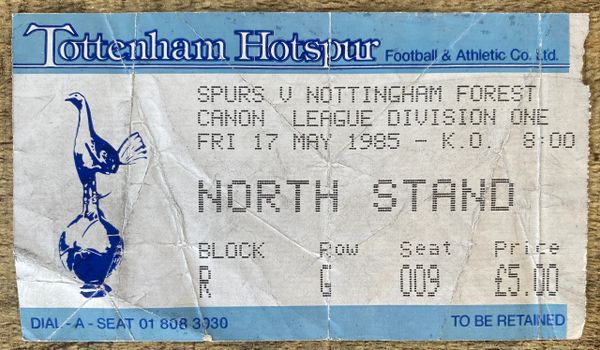 Tottenham Hotspur Football & Athletic Co. Ltd.
SPURS V NOTTINGHAM FOREST
CANON LEAGUE DIVISION ONE
FRI 17 MAY 1985 - K.O. 8:00
NORTH STAND
BLOCK Row Seat Price
R G 009 £5.00
DIAL - A - SEAT 01 808 3030 TO BE RETAINED